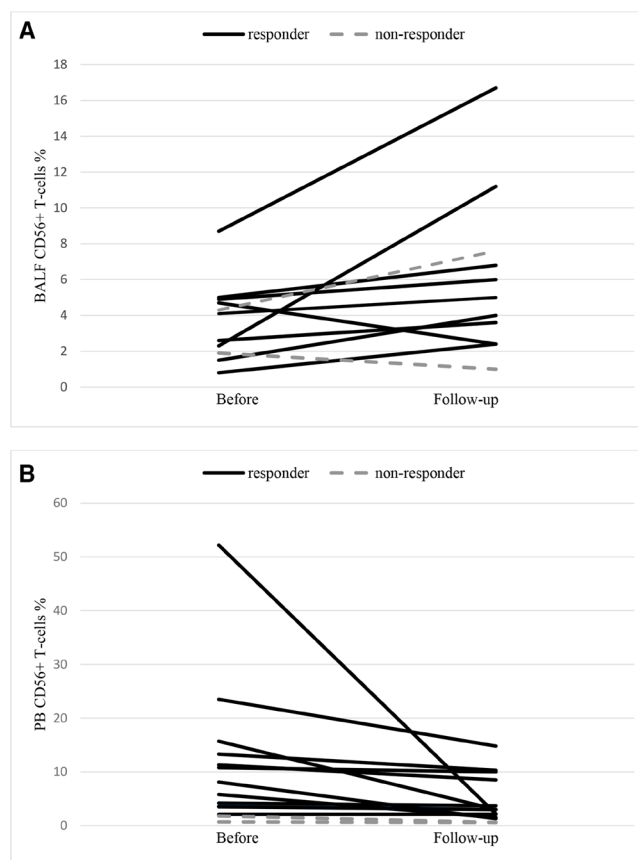 A
responder non-responder
18
16
14
12
10
8
6
4
2
0
BALF CD56+ T-cells %
Before Follow-up
B
responder non-responder
60
50
40
30
20
10
0
PB CD56+ T-cells %
Before Follow-up